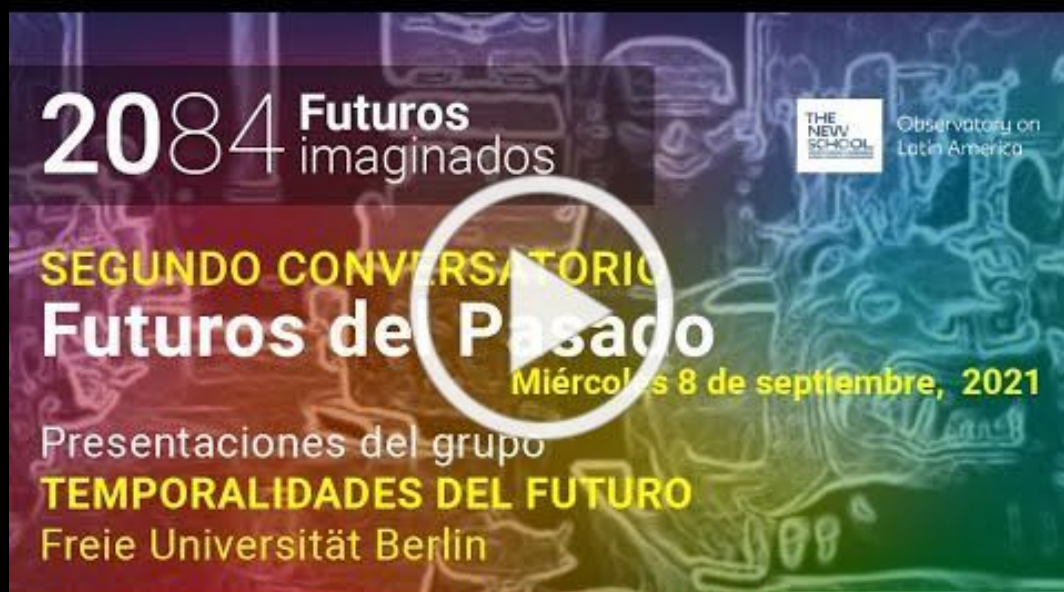 2084 Futuros
imaginados
THE
NEW
SCHOOL
Observatory on
Latin America
SEGUNDO CONVERSATORIO
Futuros del Pasado
Miércoles 8 de septiembre, 2021
Presentaciones del grupo
TEMPORALIDADES DEL FUTURO
Freie Universität Berlin